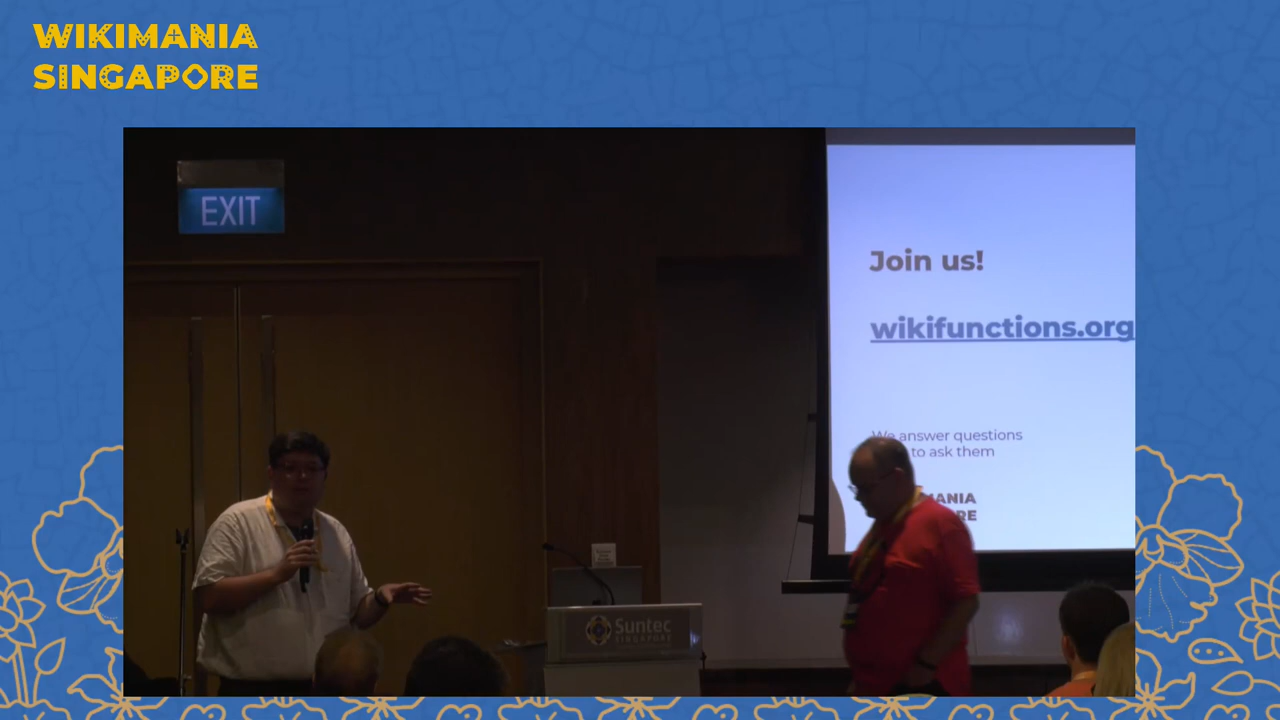 WIKIMANIA
SINGAPORE
EXIT
Join us!
wikifunctions.org
We answer questions
to ask them
MANIA
RE
Suntec
SINGAPORE